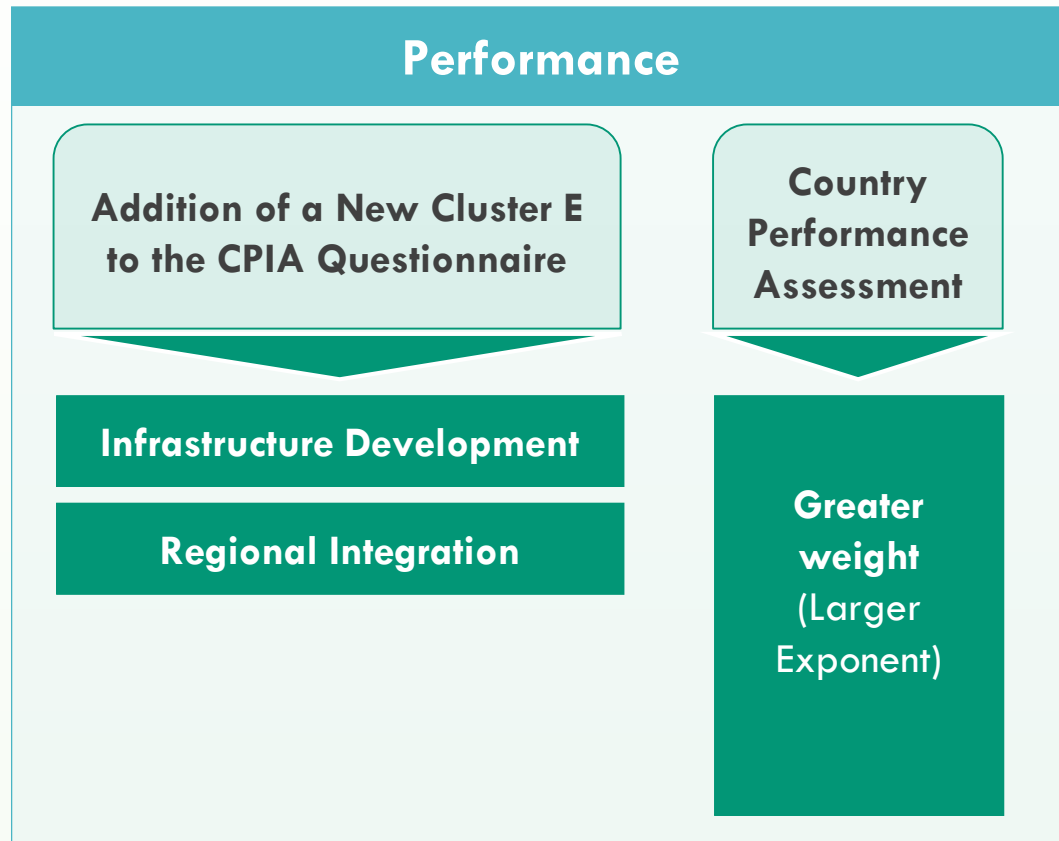 Performance
Addition of a New Cluster E
to the CPIA Questionnaire
Infrastructure Development
Regional Integration
Country
Performance
Assessment
Greater
weight
(Larger
Exponent)